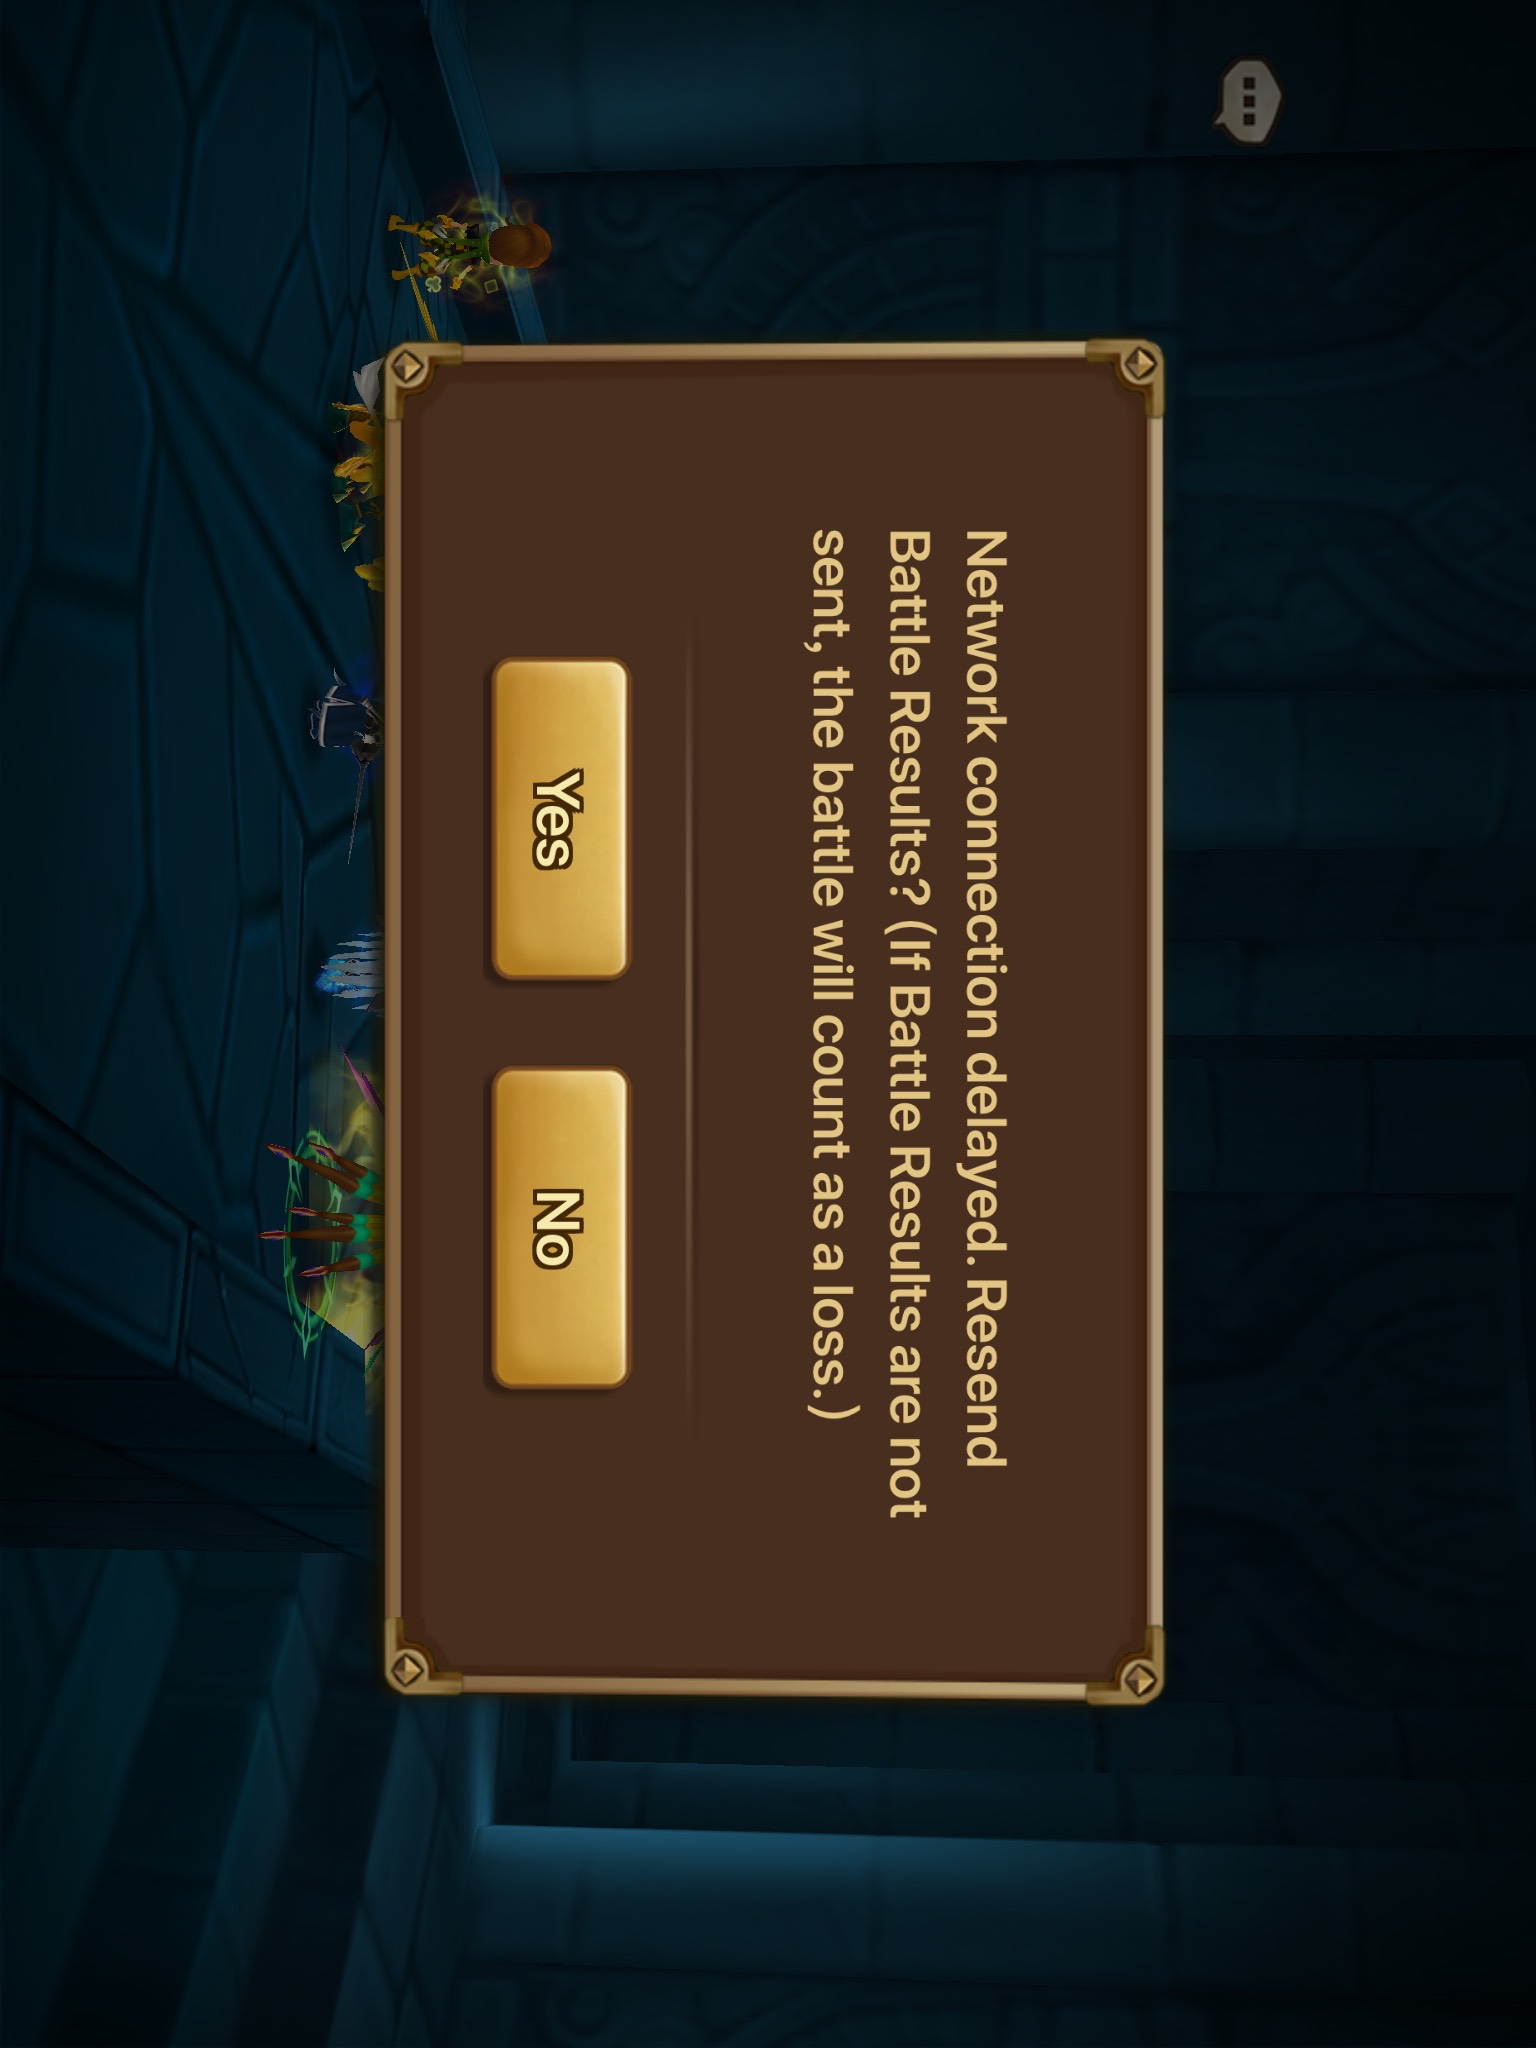 Network connection delayed. Resend
Battle Results? (If Battle Results are not
sent, the battle will count as a loss.)
Yes
No